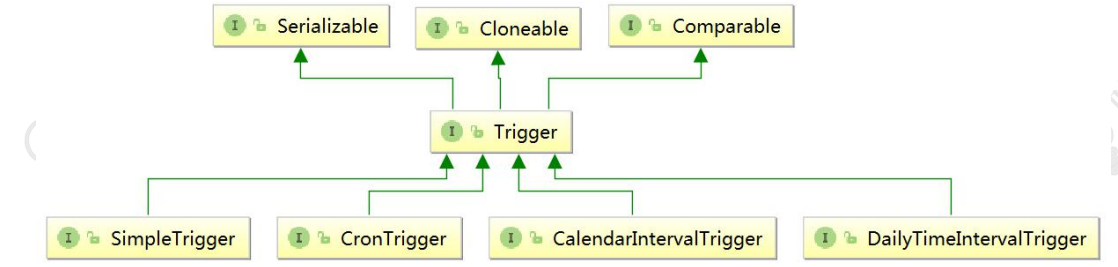 I Serializable
I Cloneable
I Comparable
I Trigger
I SimpleTrigger
I CronTrigger
I CalendarIntervalTrigger
I DailyTimeIntervalTrigger